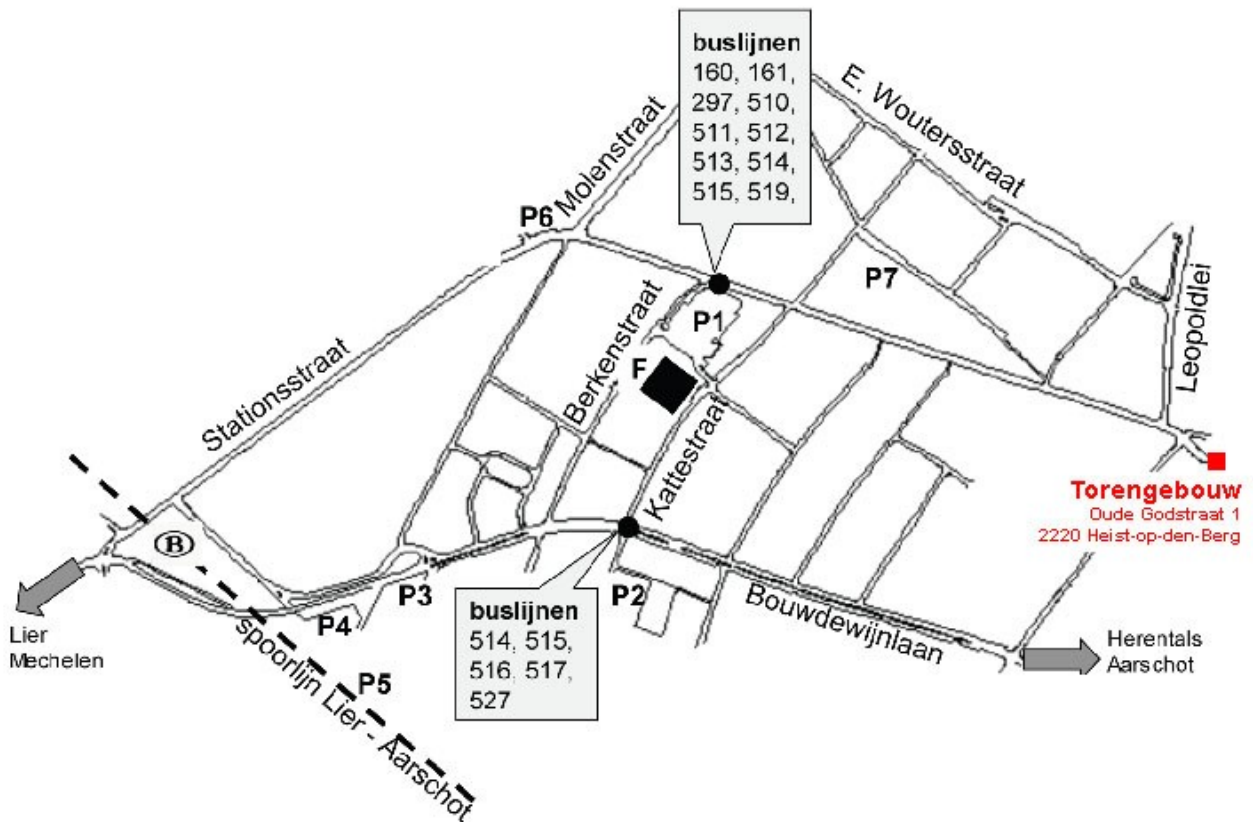 buslijnen
160, 161,
297, 510,
511, 512,
513, 514,
515, 519,
E. Woutersstraat
Molenstraat
P6
P7
Leopoldlei
P1
Berkenstraat
F
Stationsstraat
Kattestraat
Torengebouw
Oude Godstraat 1
2220 Heist-op-den-Berg
B
P3
P2
Bouwdewijnlaan
buslijnen
514, 515,
516, 517,
527
Lier
Mechelen
P4
P5
spoorlijn Lier - Aarschot
Herentals
Aarschot